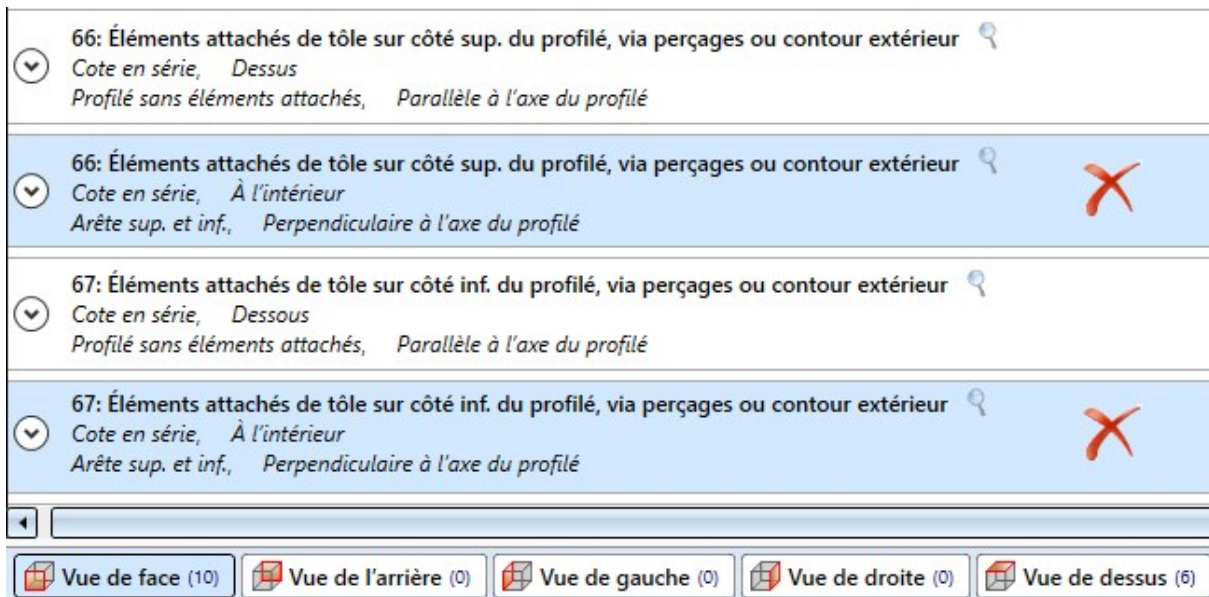 66: Éléments attachés de tôle sur côté sup. du profilé, via perçages ou contour extérieur
Cote en série, Dessus
Profilé sans éléments attachés, Parallèle à l'axe du profilé
66: Éléments attachés de tôle sur côté sup. du profilé, via perçages ou contour extérieur
Cote en série, À l'intérieur
Arête sup. et inf., Perpendiculaire à l'axe du profilé
67: Éléments attachés de tôle sur côté inf. du profilé, via perçages ou contour extérieur
Cote en série, Dessous
Profilé sans éléments attachés, Parallèle à l'axe du profilé
67: Éléments attachés de tôle sur côté inf. du profilé, via perçages ou contour extérieur
Cote en série, À l'intérieur
Arête sup. et inf., Perpendiculaire à l'axe du profilé
Vue de face (10) Vue de l'arrière (0) Vue de gauche (0) Vue de droite (0) Vue de dessus (6)